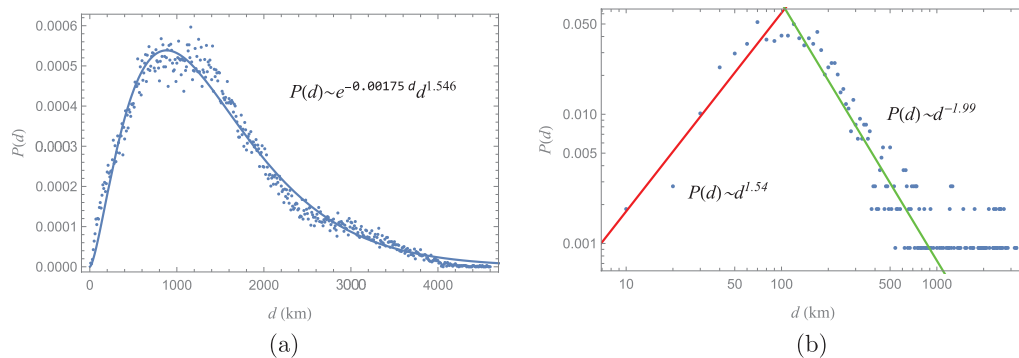 0.0006
0.0005
0.0004
0.0003
0.0002
0.0001
0.0000
P(d)
0 1000 2000 3000 4000
d (km)
P(d)~e^-0.00175 d d^1.546
(a)
0.050
0.010
0.005
0.001
P(d)
10 50 100 500 1000
d (km)
P(d)~d^1.54
P(d)~d^-1.99
(b)